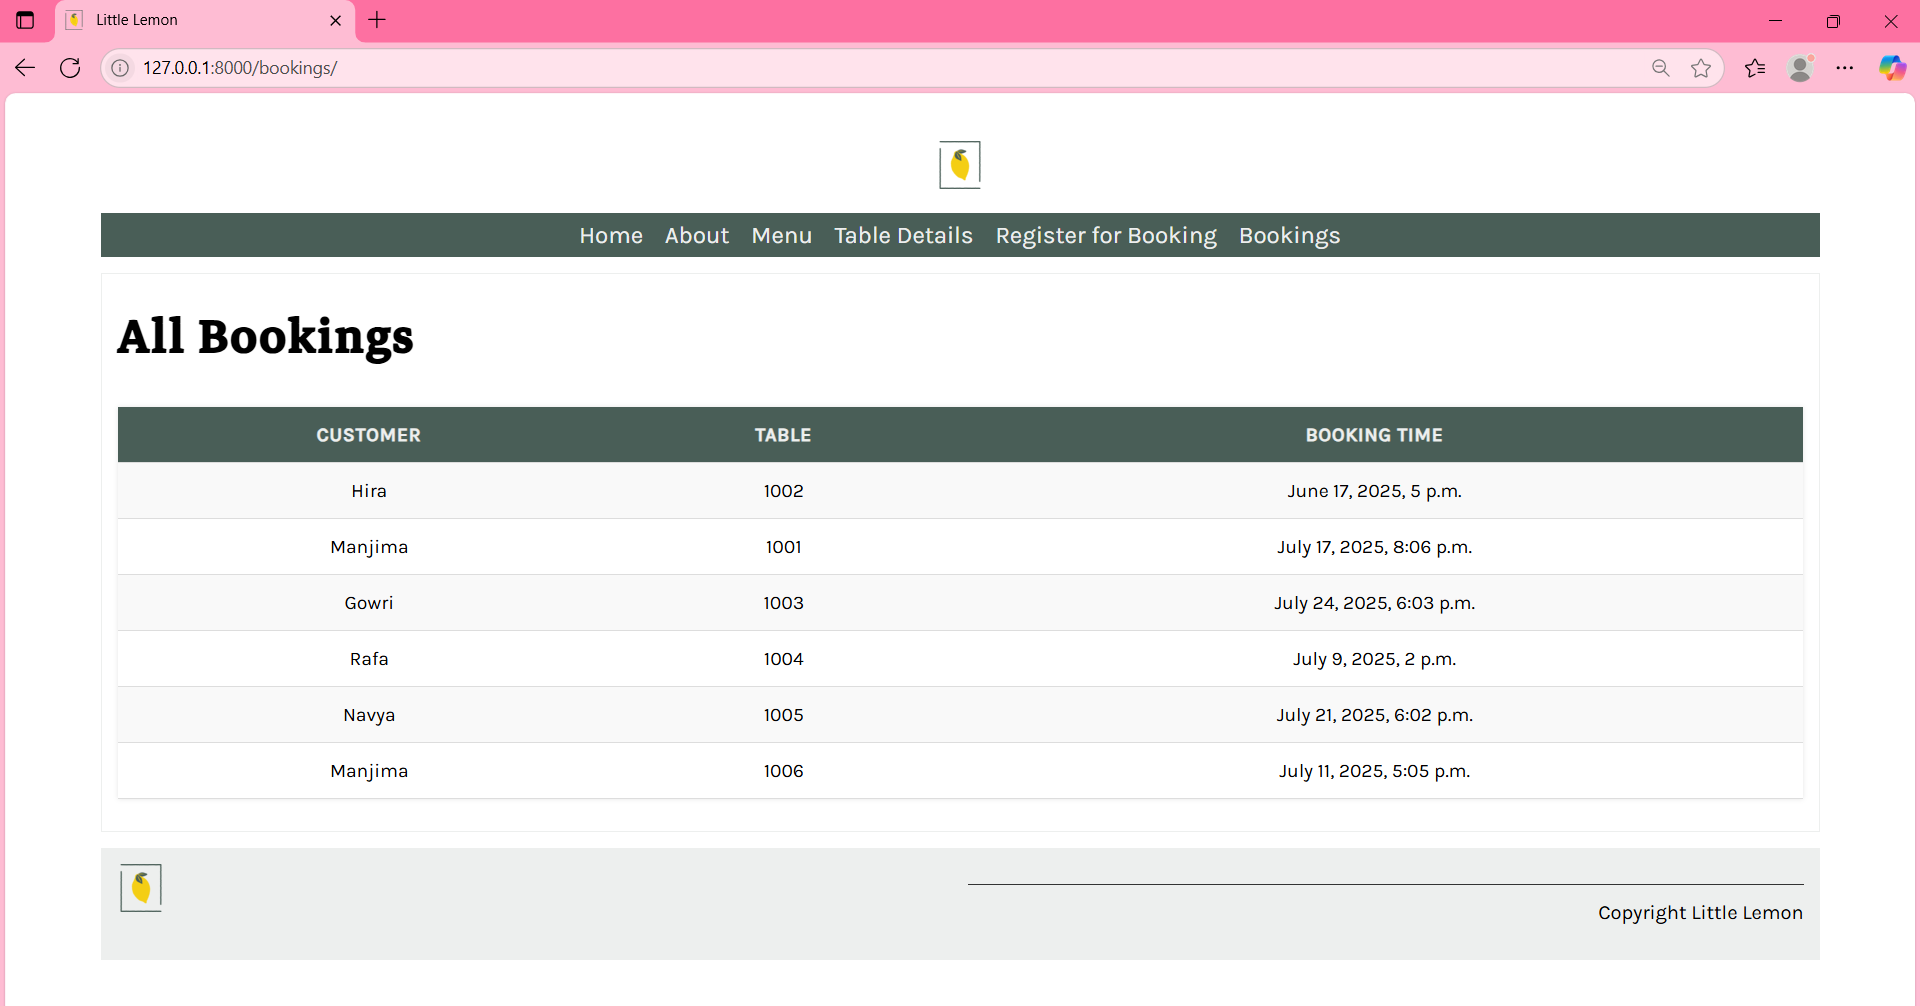 Little Lemon
127.0.0.1:8000/bookings/
Home About Menu Table Details Register for Booking Bookings
All Bookings
CUSTOMER TABLE BOOKING TIME
Hira 1002 June 17, 2025, 5 p.m.
Manjima 1001 July 17, 2025, 8:06 p.m.
Gowri 1003 July 24, 2025, 6:03 p.m.
Rafa 1004 July 9, 2025, 2 p.m.
Navya 1005 July 21, 2025, 6:02 p.m.
Manjima 1006 July 11, 2025, 5:05 p.m.
Copyright Little Lemon